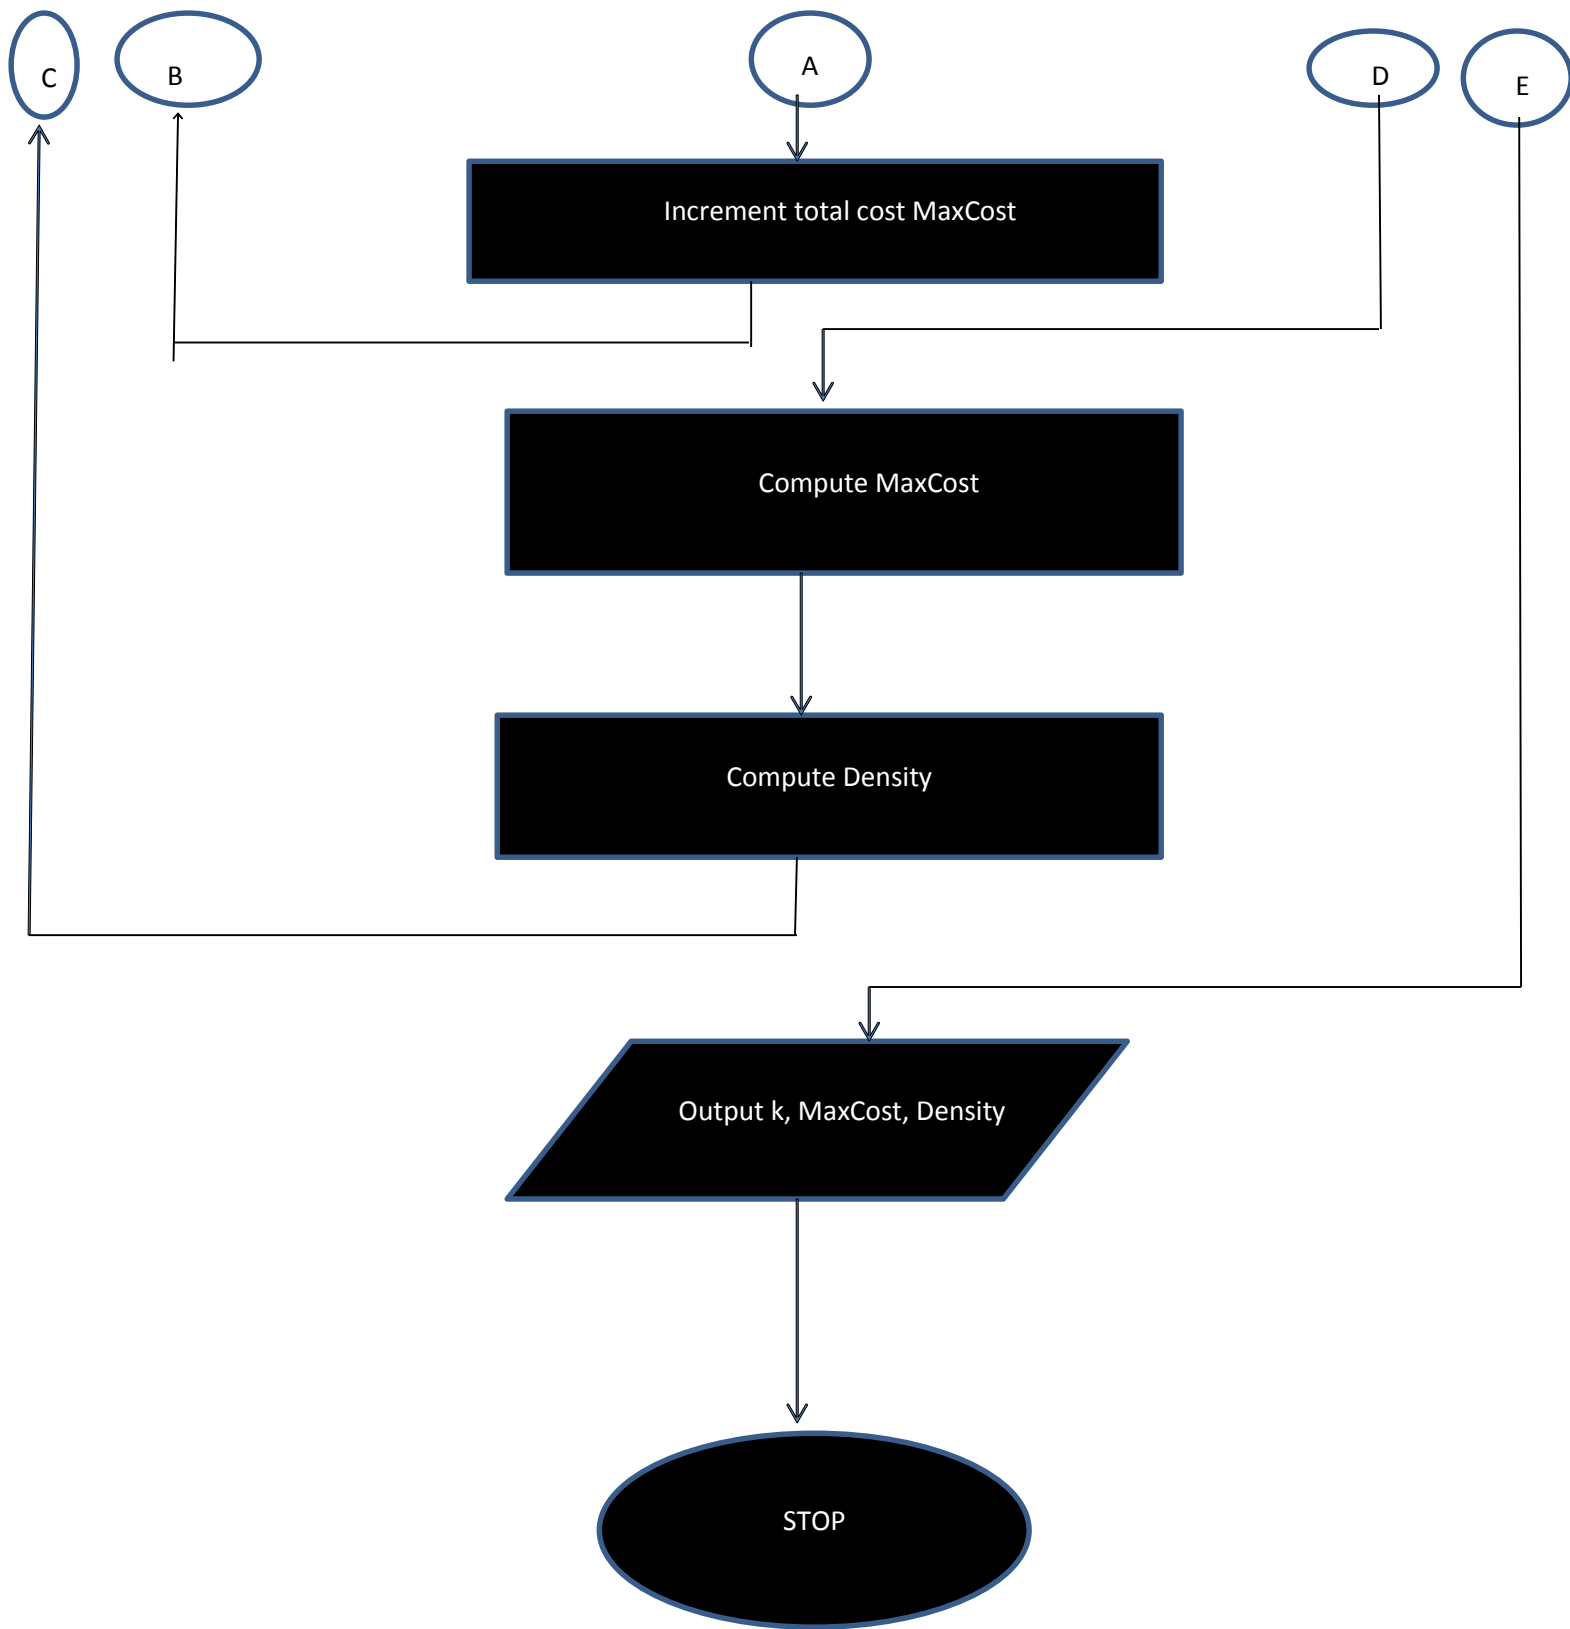 C
B
A
D
E
Increment total cost MaxCost
Compute MaxCost
Compute Density
Output k, MaxCost, Density
STOP